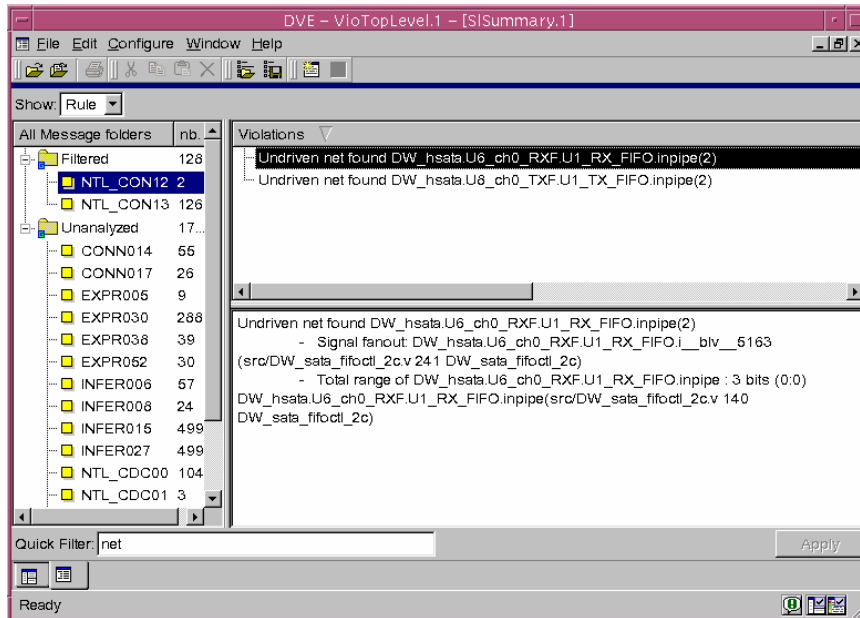 DVE – VioTopLevel.1 – [SlSummary.1]
File Edit Configure Window Help
Show: Rule
All Message folders nb.
Filtered 128
NTL_CON12 2
NTL_CON13 126
Unanalyzed 17...
CONN014 55
CONN017 26
EXPR005 9
EXPR030 288
EXPR038 39
EXPR052 30
INFER006 57
INFER008 24
INFER015 499
INFER027 499
NTL_CDC00 104
NTL_CDC01 3
Violations
Undriven net found DW_hsata.U6_ch0_RXF.U1_RX_FIFO.inpipe(2)
Undriven net found DW_hsata.U8_ch0_TXF.U1_TX_FIFO.inpipe(2)
Undriven net found DW_hsata.U6_ch0_RXF.U1_RX_FIFO.inpipe(2)
- Signal fanout: DW_hsata.U6_ch0_RXF.U1_RX_FIFO.i__blv__5163
(src/DW_sata_fifoctl_2c.v 241 DW_sata_fifoctl_2c)
- Total range of DW_hsata.U6_ch0_RXF.U1_RX_FIFO.inpipe : 3 bits (0:0)
DW_hsata.U6_ch0_RXF.U1_RX_FIFO.inpipe(src/DW_sata_fifoctl_2c.v 140
DW_sata_fifoctl_2c)
Quick Filter: net
Apply
Ready